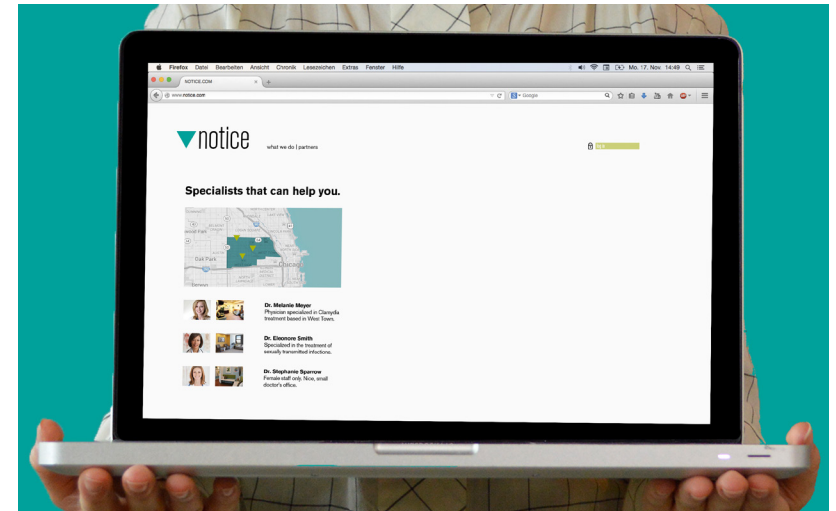 Firefox Datei Bearbeiten Ansicht Chronik Lesezeichen Extras Fenster Hilfe
Mo. 17. Nov. 14:49
NOTICE.COM
www.notice.com
Google
notice
what we do | partners
Specialists that can help you.
Oak Park
Chicago
Dr. Melanie Meyer
Physician specialized in Clamydia
treatment based in West Town.
Dr. Eleonore Smith
Specialized in the treatment of
sexually transmitted infections.
Dr. Stephanie Sparrow
Female staff only. Nice, small
doctor's office.